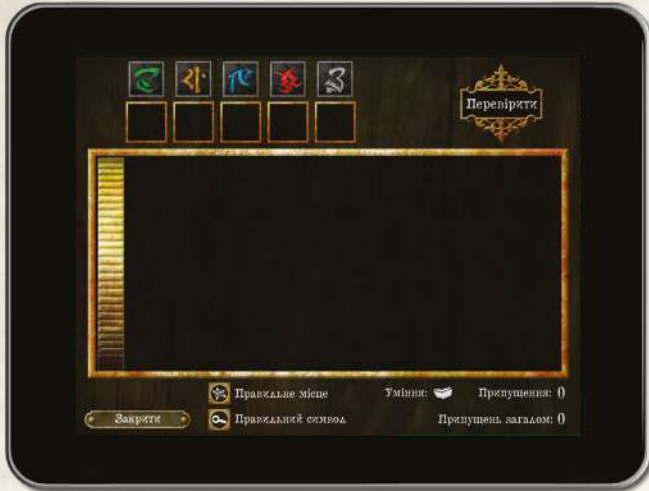 Перевірити
Правильне місце
Уміння:
Припущення: 0
Закрити
Правильний символ
Припущень загалом: 0